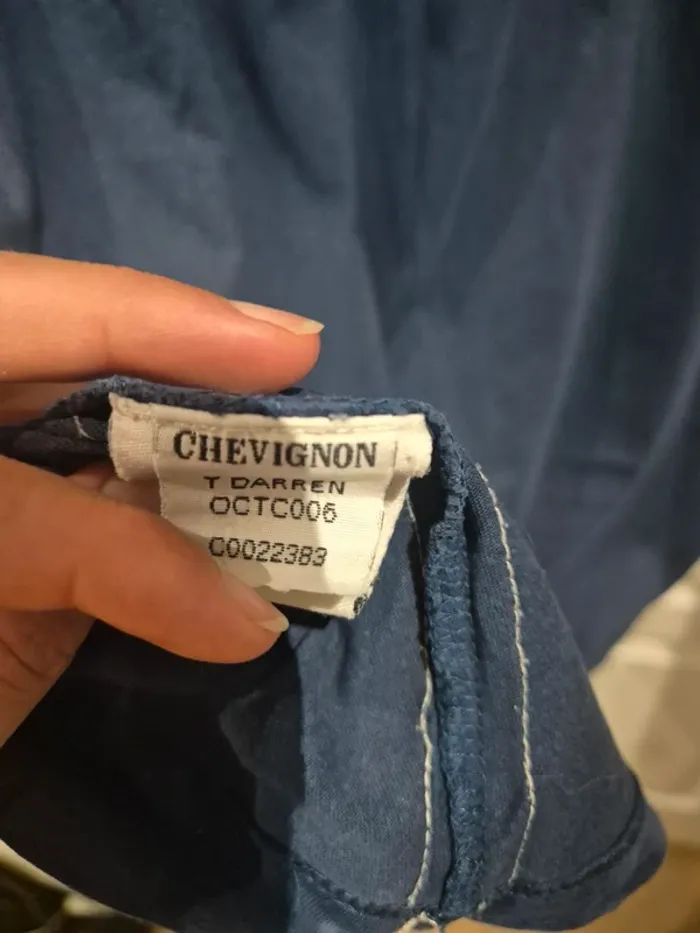 CHEVIGNON
T DARREN
OCTC006
C0022383